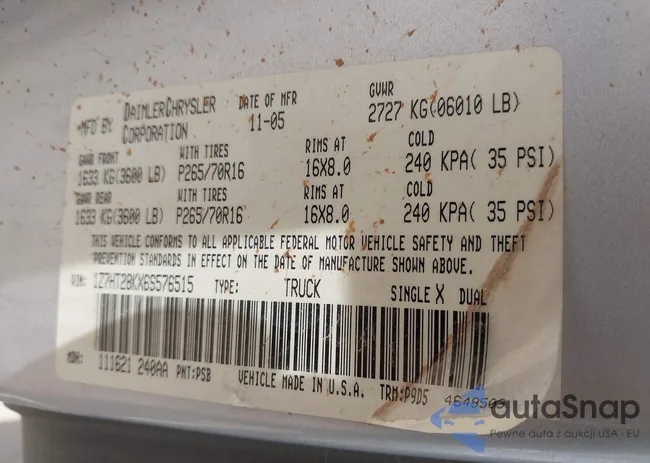 MFD BY DAIMLERCHRYSLER CORPORATION DATE OF MFR 11-05 GVWR 2727 KG(06010 LB)
GAWR FRONT WITH TIRES RIMS AT COLD
1633 KG(3600 LB) P265/70R16 16X8.0 240 KPA( 35 PSI)
GAWR REAR WITH TIRES RIMS AT COLD
1633 KG(3600 LB) P265/70R16 16X8.0 240 KPA( 35 PSI)
THIS VEHICLE CONFORMS TO ALL APPLICABLE FEDERAL MOTOR VEHICLE SAFETY AND THEFT
PREVENTION STANDARDS IN EFFECT ON THE DATE OF MANUFACTURE SHOWN ABOVE.
VIN: 1Z7HT28KX6S576515 TYPE: TRUCK SINGLE X DUAL
MDH: 111621 240AA PNT:PSB VEHICLE MADE IN U.S.A. TRM:P9D5
autaSnap
Pewne auta z aukcji USA i EU